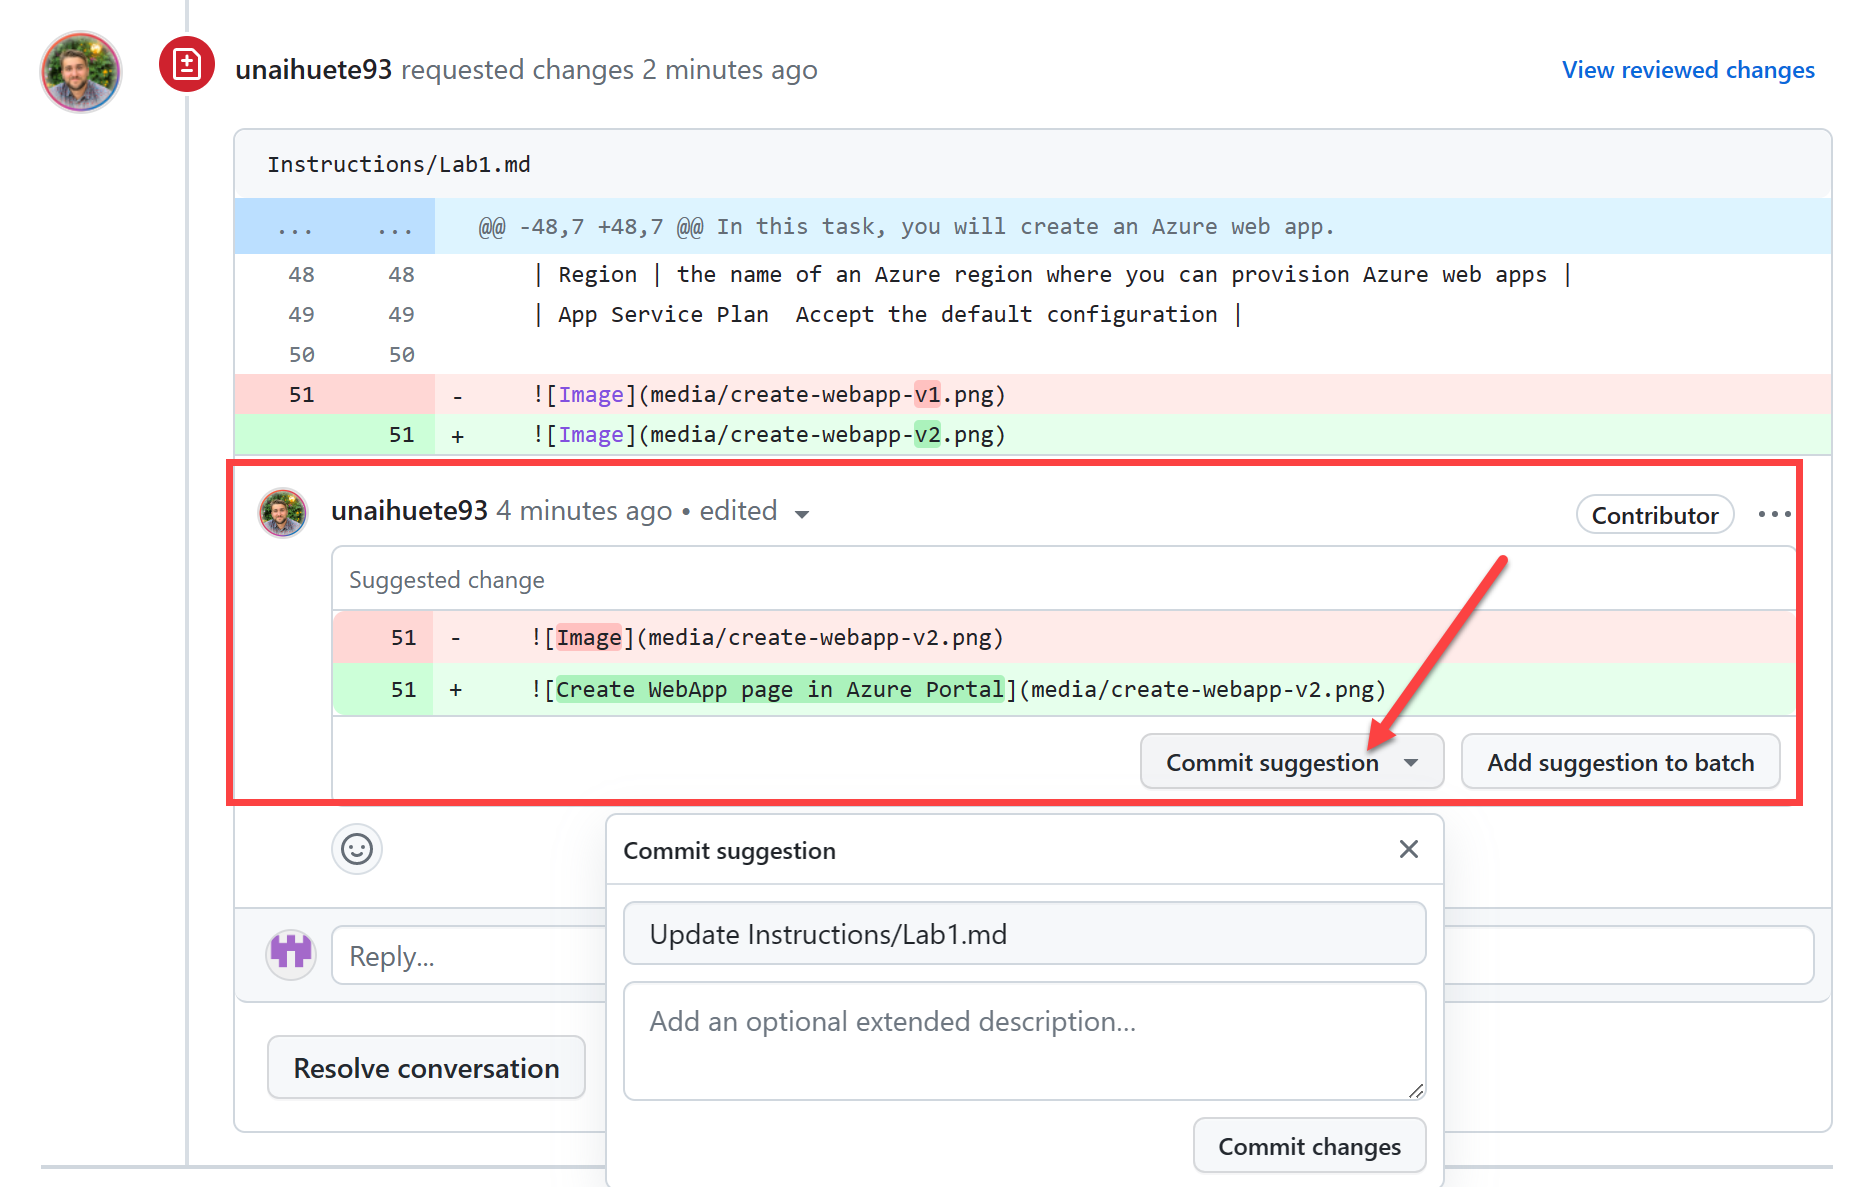 unaihuete93 requested changes 2 minutes ago
View reviewed changes
Instructions/Lab1.md
... ... @@ -48,7 +48,7 @@ In this task, you will create an Azure web app.
48 48 | Region | the name of an Azure region where you can provision Azure web apps |
49 49 | App Service Plan  Accept the default configuration |
50 50
51 - ![Image](media/create-webapp-v1.png)
51 + ![Image](media/create-webapp-v2.png)
unaihuete93 4 minutes ago • edited
Contributor ...
Suggested change
51 - ![Image](media/create-webapp-v2.png)
51 + ![Create WebApp page in Azure Portal](media/create-webapp-v2.png)
Commit suggestion
Add suggestion to batch
Commit suggestion
Update Instructions/Lab1.md
Reply...
Add an optional extended description...
Resolve conversation
Commit changes